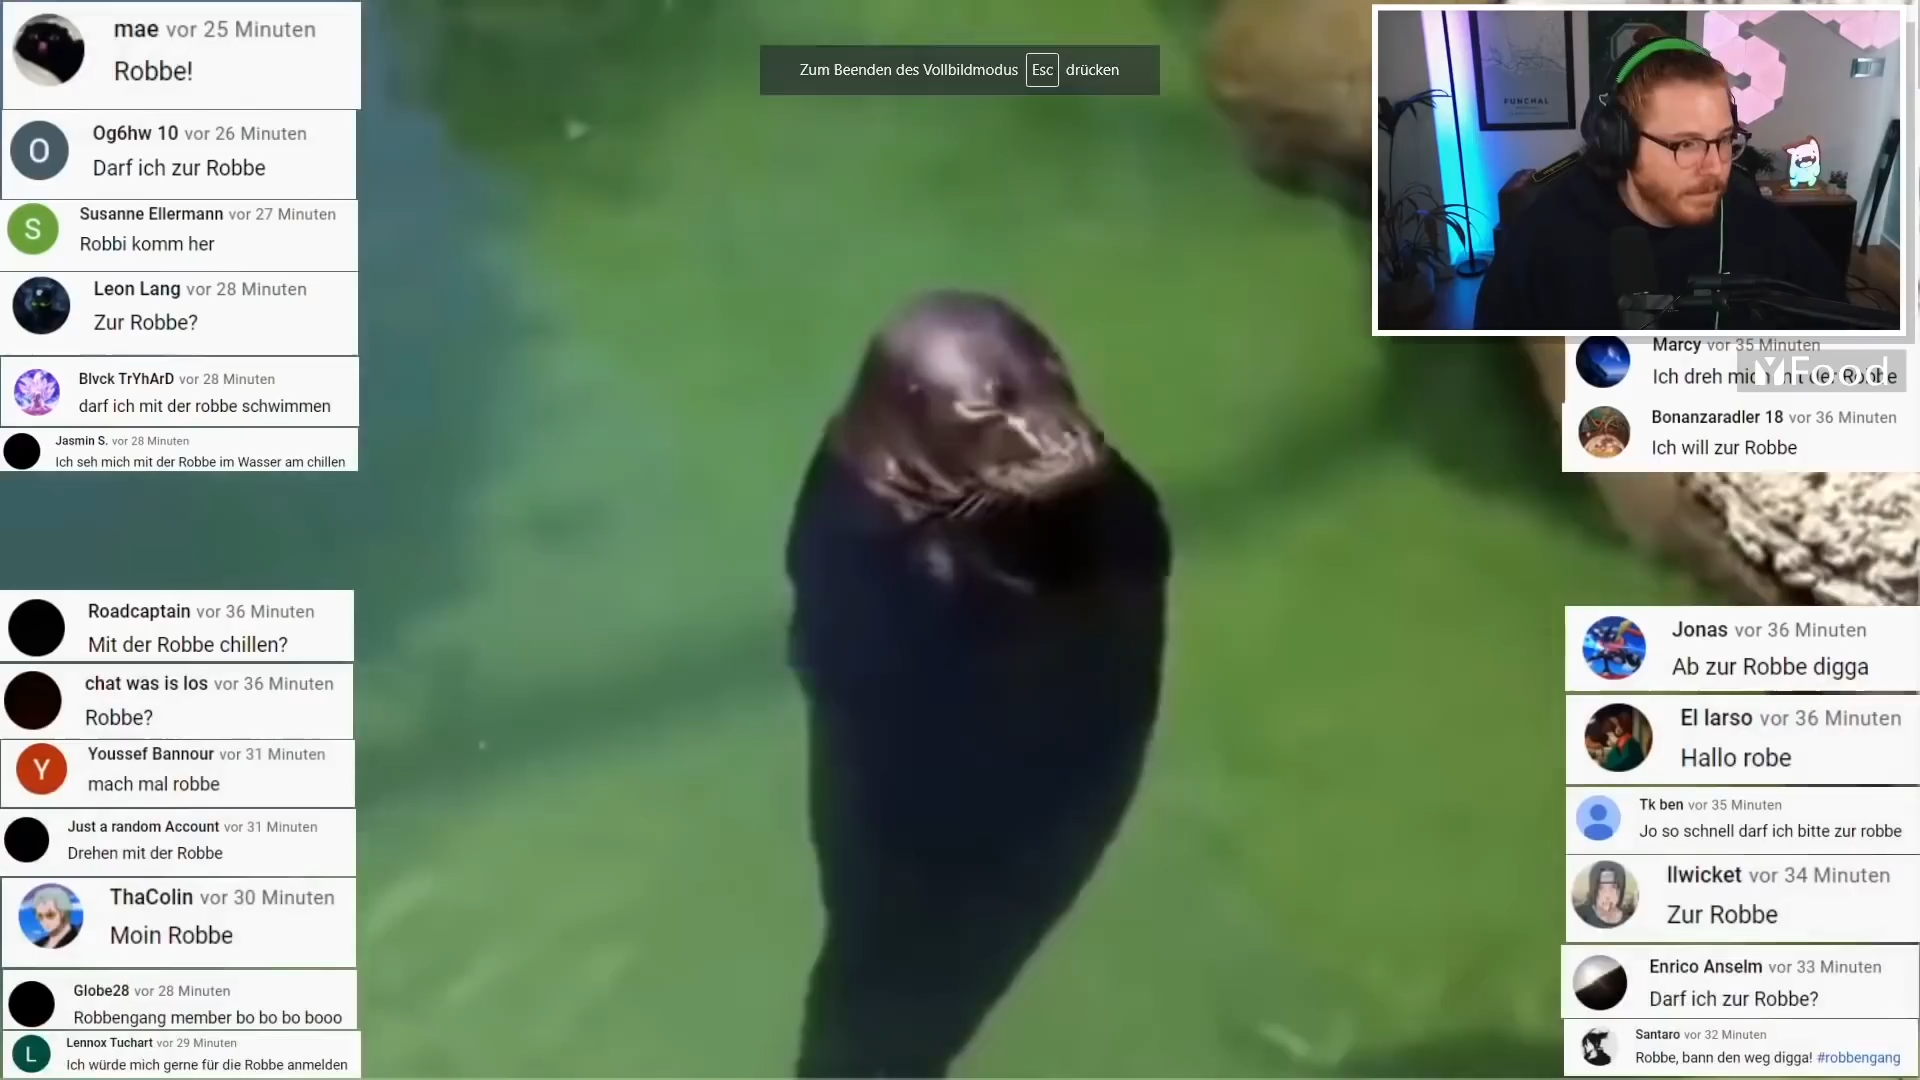 mae vor 25 Minuten
Robbe!
Og6hw 10 vor 26 Minuten
Darf ich zur Robbe
Susanne Ellermann vor 27 Minuten
Robbi komm her
Leon Lang vor 28 Minuten
Zur Robbe?
Blvck TrYhArD vor 28 Minuten
darf ich mit der robbe schwimmen
Jasmin S. vor 28 Minuten
Ich seh mich mit der Robbe im Wasser am chillen
Roadcaptain vor 36 Minuten
Mit der Robbe chillen?
chat was is los vor 36 Minuten
Robbe?
Youssef Bannour vor 31 Minuten
mach mal robbe
Just a random Account vor 31 Minuten
Drehen mit der Robbe
ThaColin vor 30 Minuten
Moin Robbe
Globe28 vor 28 Minuten
Robbengang member bo bo bo booo
Lennox Tuchart vor 29 Minuten
Ich würde mich gerne für die Robbe anmelden
Zum Beenden des Vollbildmodus Esc drücken
FUNCHAL
Marcy vor 35 Minuten
Ich dreh mich mit der Robbe
YFood
Bonanzaradler 18 vor 36 Minuten
Ich will zur Robbe
Jonas vor 36 Minuten
Ab zur Robbe digga
El larso vor 36 Minuten
Hallo robe
Tk ben vor 35 Minuten
Jo so schnell darf ich bitte zur robbe
Ilwicket vor 34 Minuten
Zur Robbe
Enrico Anselm vor 33 Minuten
Darf ich zur Robbe?
Santaro vor 32 Minuten
Robbe, bann den weg digga! #robbengang